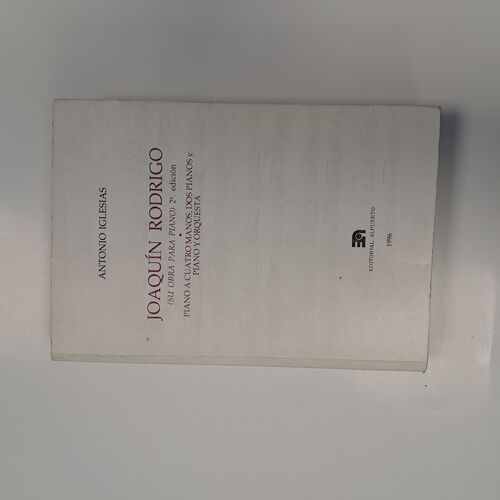 ANTONIO IGLESIAS
JOAQUÍN RODRIGO
(SU OBRA PARA PIANO) 2ª. edición
PIANO A CUATRO MANOS, DOS PIANOS y
PIANO Y ORQUESTA
EDITORIAL ALPUERTO
1996